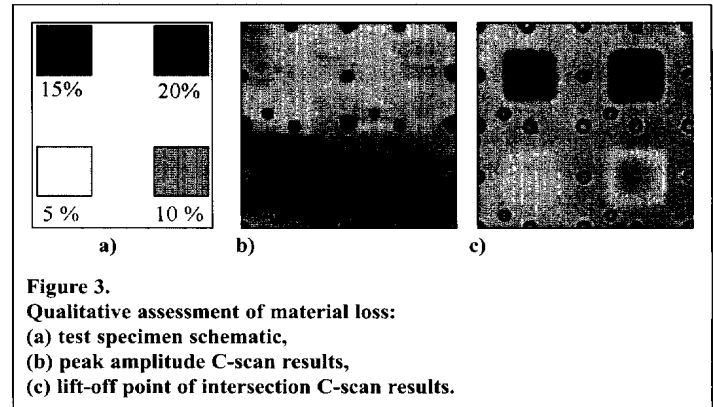 15% 20%
5 % 10 %
a) b) c)
Figure 3.
Qualitative assessment of material loss:
(a) test specimen schematic,
(b) peak amplitude C-scan results,
(c) lift-off point of intersection C-scan results.